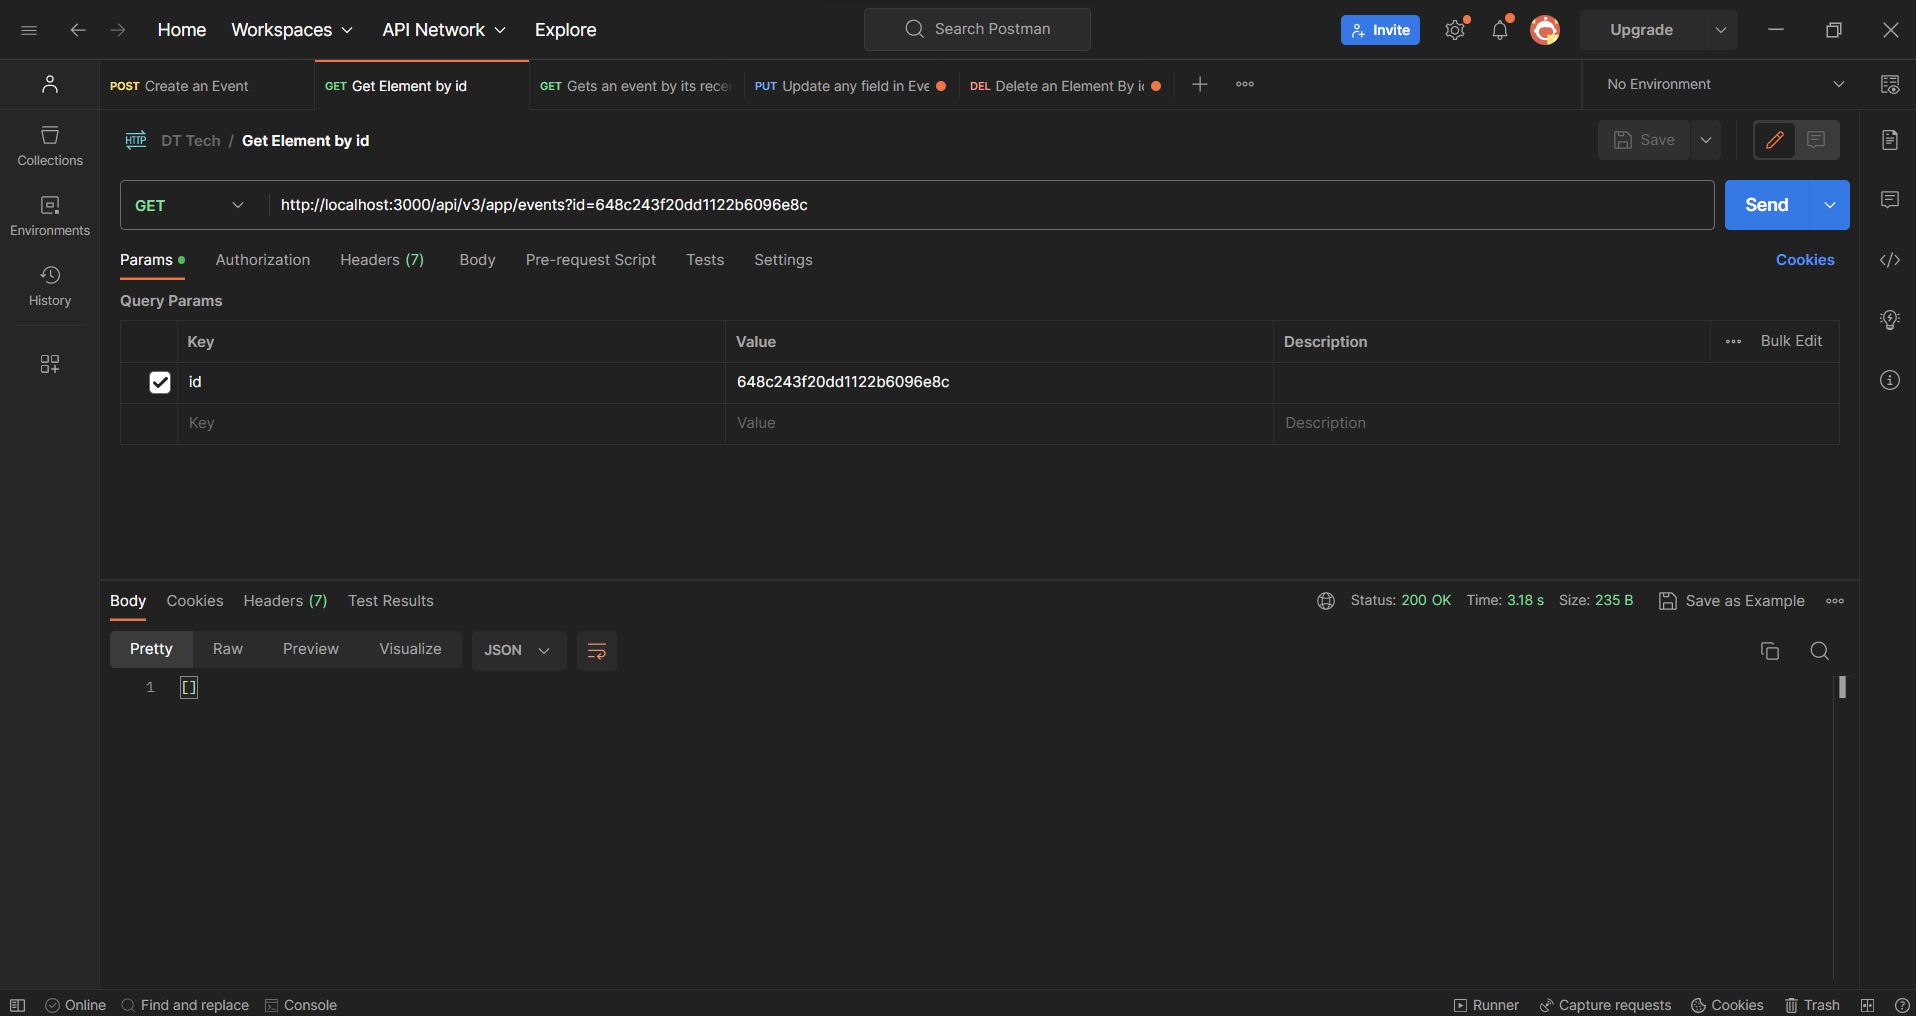 Home Workspaces API Network Explore Search Postman Invite Upgrade
POST Create an Event GET Get Element by id GET Gets an event by its recen PUT Update any field in Eve DEL Delete an Element By i No Environment
HTTP DT Tech / Get Element by id Save
Collections
GET http://localhost:3000/api/v3/app/events?id=648c243f20dd1122b6096e8c Send
Environments
Params Authorization Headers (7) Body Pre-request Script Tests Settings Cookies
History
Query Params
Key Value Description Bulk Edit
id 648c243f20dd1122b6096e8c
Key Value Description
Body Cookies Headers (7) Test Results Status: 200 OK Time: 3.18 s Size: 235 B Save as Example
Pretty Raw Preview Visualize JSON
1 []
Online Find and replace Console Runner Capture requests Cookies Trash